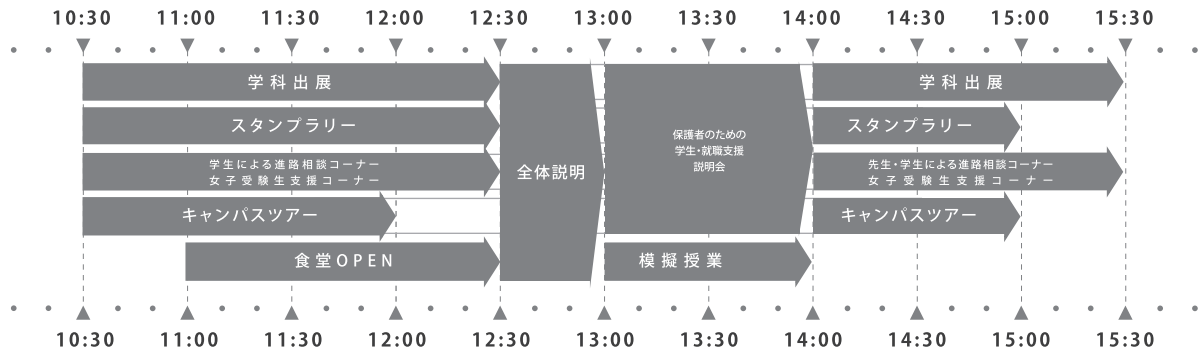 10:30 11:00 11:30 12:00 12:30 13:00 13:30 14:00 14:30 15:00 15:30
学科出展
学科出展
スタンプラリー
スタンプラリー
学生による進路相談コーナー
女子受験生支援コーナー
全体説明
保護者のための
学生・就職支援
説明会
先生・学生による進路相談コーナー
女子受験生支援コーナー
キャンパスツアー
キャンパスツアー
食堂OPEN
模擬授業
10:30 11:00 11:30 12:00 12:30 13:00 13:30 14:00 14:30 15:00 15:30